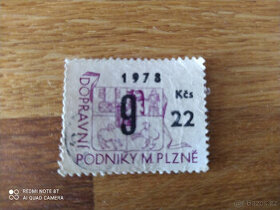 1978
9
Kčs
22
DOPRAVNÍ
PODNIKY M. PLZNĚ
REDMI NOTE 8T
AI QUAD CAMERA